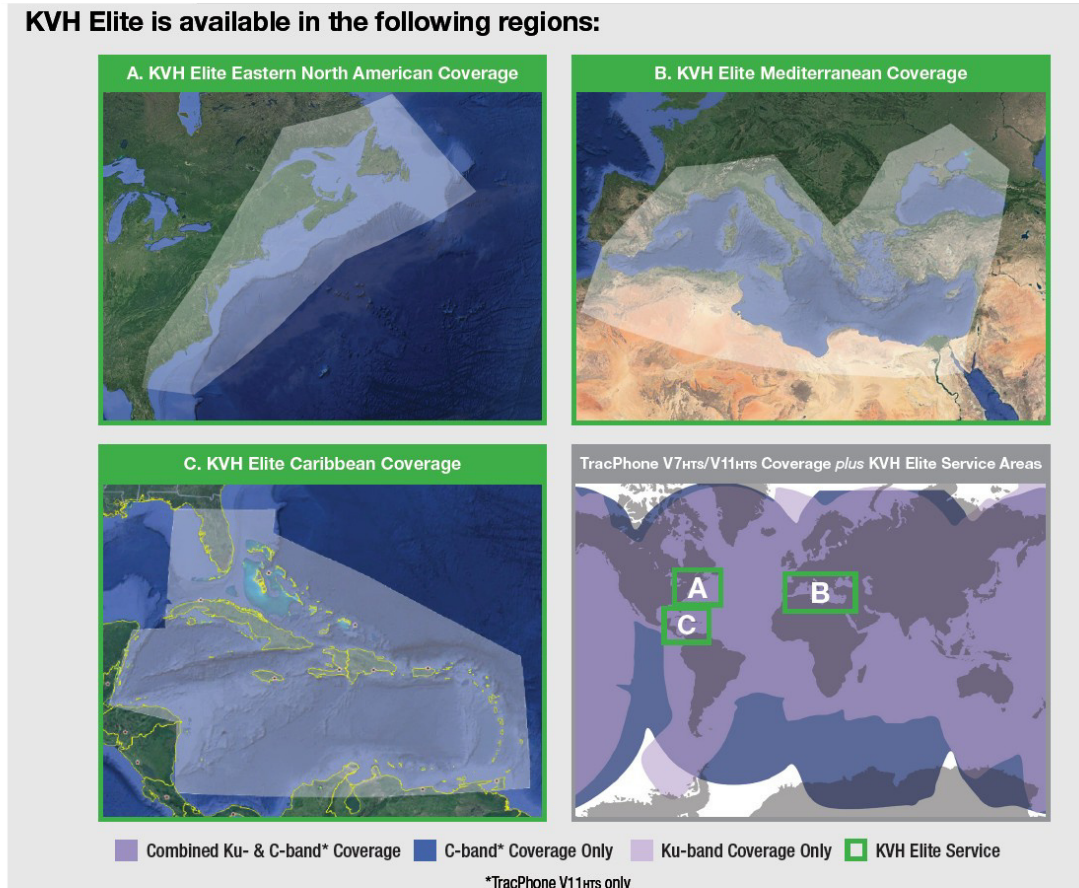 KVH Elite is available in the following regions:
A. KVH Elite Eastern North American Coverage
B. KVH Elite Mediterranean Coverage
C. KVH Elite Caribbean Coverage
TracPhone V7HTS/V11HTS Coverage plus KVH Elite Service Areas
A
B
C
Combined Ku- & C-band* Coverage
C-band* Coverage Only
Ku-band Coverage Only
KVH Elite Service
*TracPhone V11HTS only